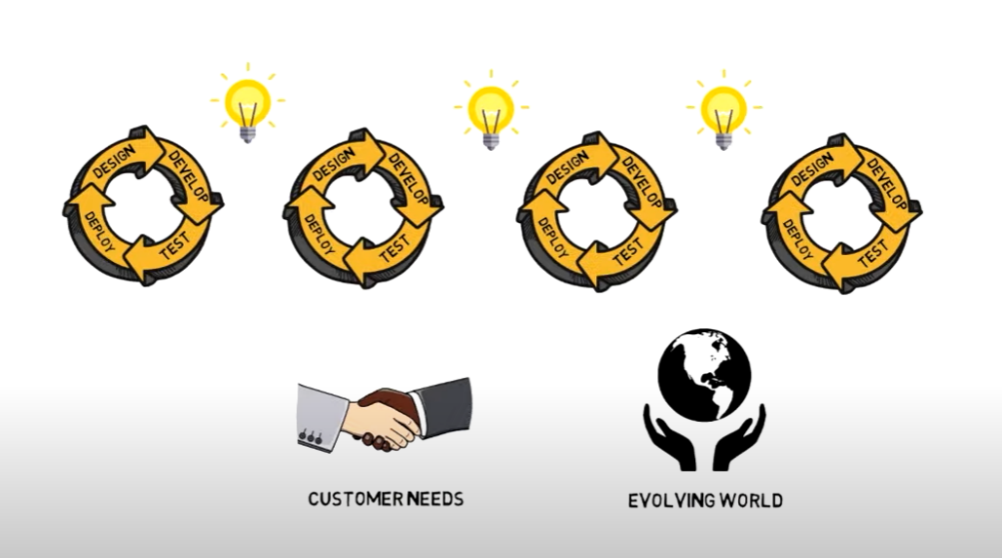 DESIGN
DEVELOP
TEST
DEPLOY
DESIGN
DEVELOP
TEST
DEPLOY
DESIGN
DEVELOP
TEST
DEPLOY
DESIGN
DEVELOP
TEST
DEPLOY
CUSTOMER NEEDS
EVOLVING WORLD